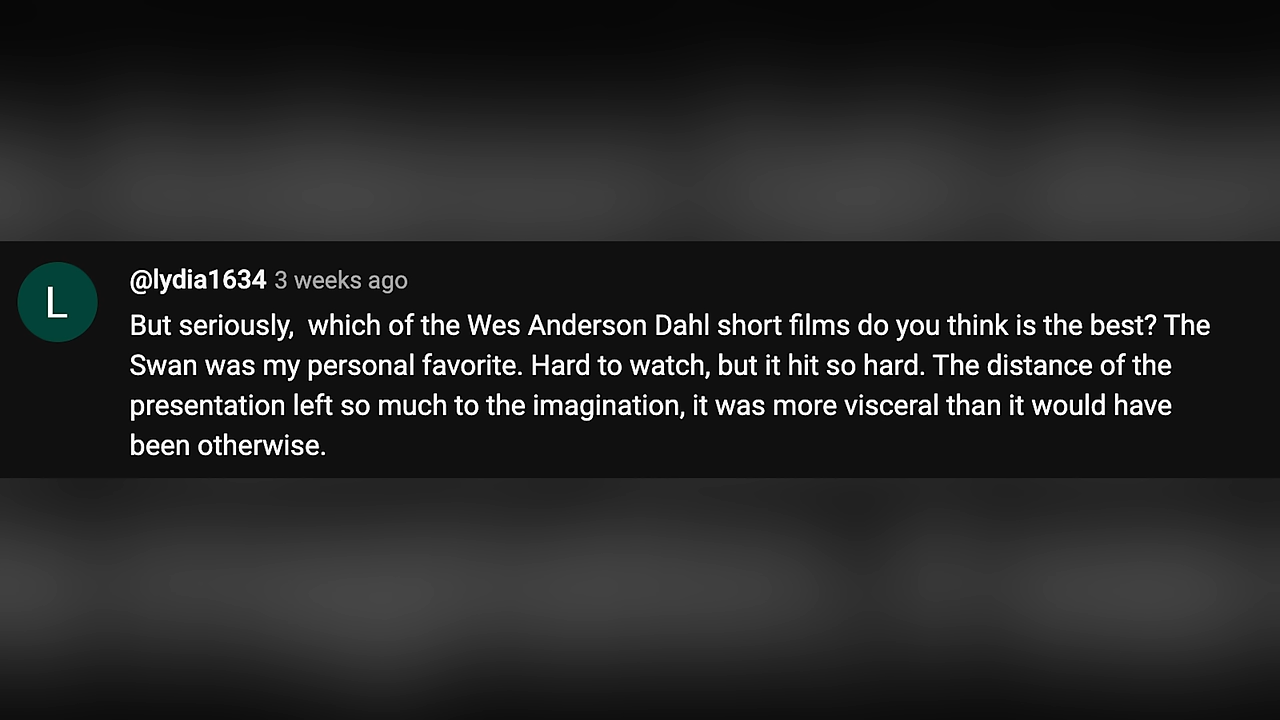 L
@lydia1634 3 weeks ago
But seriously,  which of the Wes Anderson Dahl short films do you think is the best? The
Swan was my personal favorite. Hard to watch, but it hit so hard. The distance of the
presentation left so much to the imagination, it was more visceral than it would have
been otherwise.